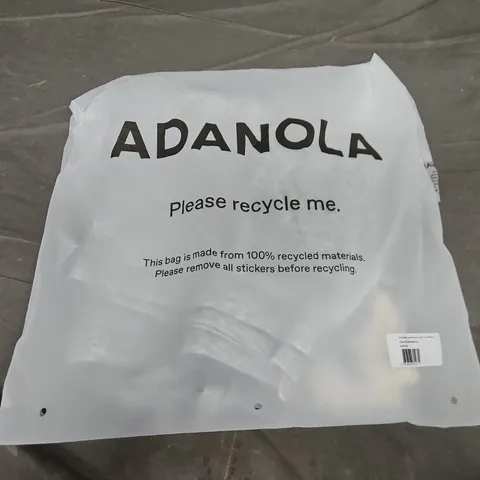 ADANOLA
Please recycle me.
This bag is made from 100% recycled materials.
Please remove all stickers before recycling.